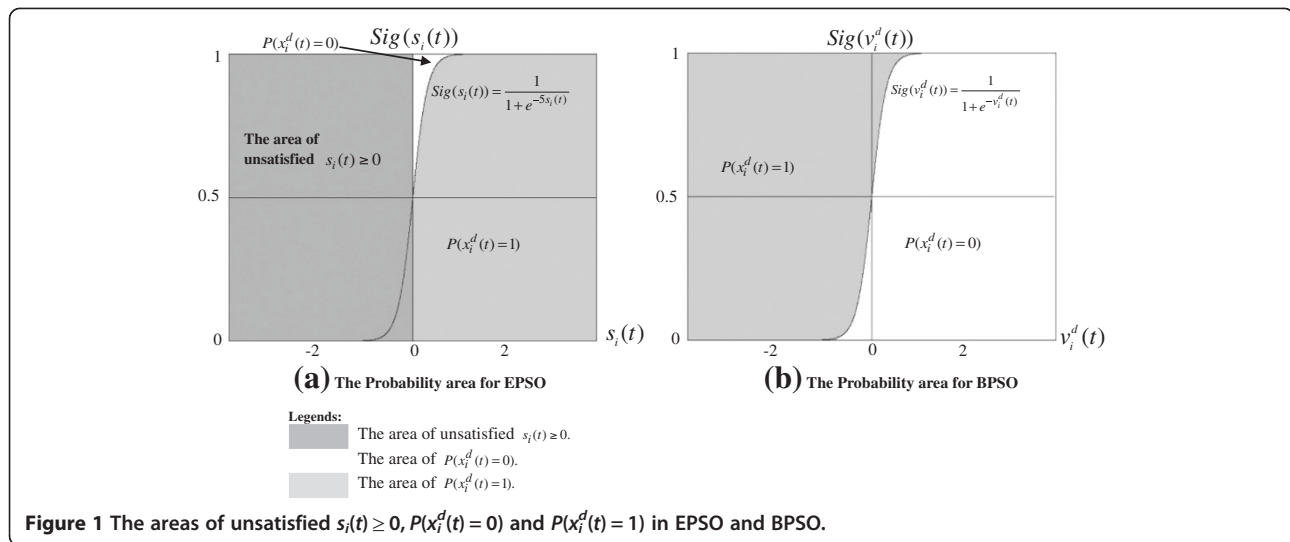 P(x_i^d(t)=0)
Sig(s_i(t))
1
Sig(s_i(t)) = 1 / (1 + e^{-5s_i(t)})
The area of
unsatisfied s_i(t) ≥ 0
0.5
P(x_i^d(t)=1)
0
-2
0
2
s_i(t)
(a) The Probability area for EPSO
Sig(v_i^d(t))
1
Sig(v_i^d(t)) = 1 / (1 + e^{-v_i^d(t)})
P(x_i^d(t)=1)
0.5
P(x_i^d(t)=0)
0
-2
0
2
v_i^d(t)
(b) The Probability area for BPSO
Legends:
The area of unsatisfied s_i(t) ≥ 0.
The area of P(x_i^d(t)=0).
The area of P(x_i^d(t)=1).
Figure 1 The areas of unsatisfied s_i(t) ≥ 0, P(x_i^d(t) = 0) and P(x_i^d(t) = 1) in EPSO and BPSO.